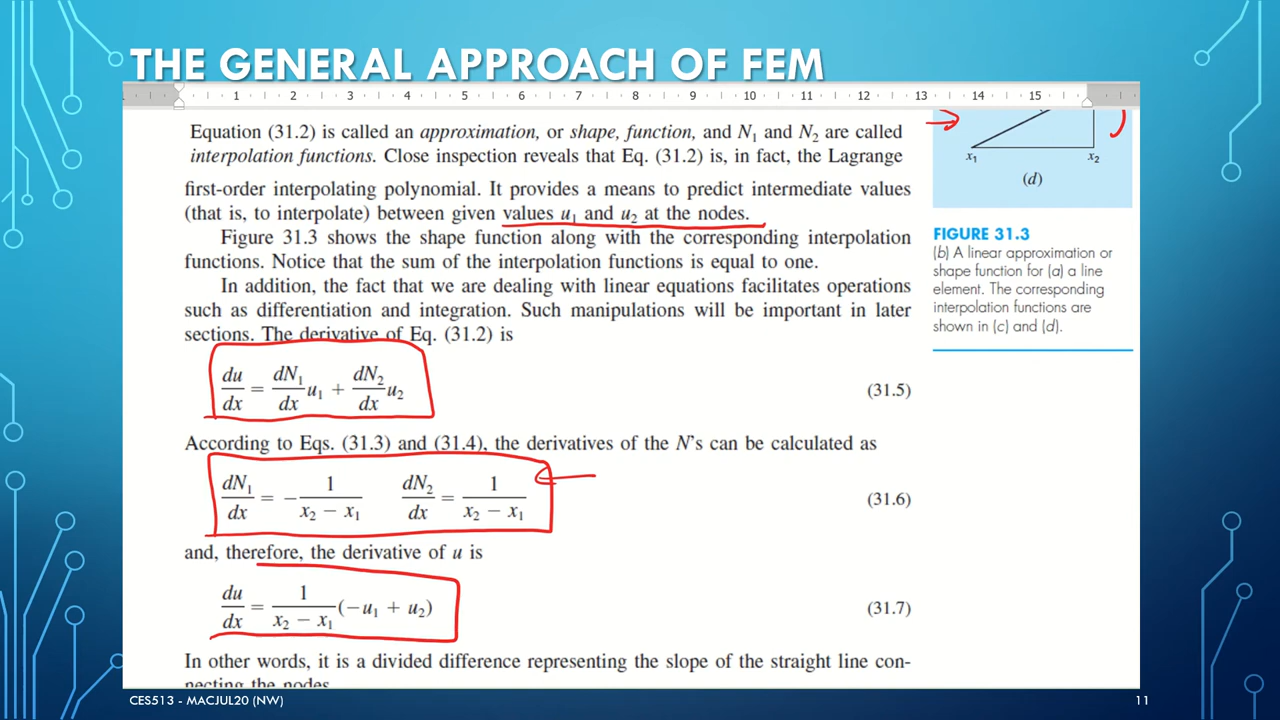 THE GENERAL APPROACH OF FEM
1 2 3 4 5 6 7 8 9 10 11 12 13 14 15
Equation (31.2) is called an approximation, or shape, function, and N₁ and N₂ are called
interpolation functions. Close inspection reveals that Eq. (31.2) is, in fact, the Lagrange
first-order interpolating polynomial. It provides a means to predict intermediate values
(that is, to interpolate) between given values u₁ and u₂ at the nodes.
Figure 31.3 shows the shape function along with the corresponding interpolation
functions. Notice that the sum of the interpolation functions is equal to one.
In addition, the fact that we are dealing with linear equations facilitates operations
such as differentiation and integration. Such manipulations will be important in later
sections. The derivative of Eq. (31.2) is
du/dx = dN₁/dx u₁ + dN₂/dx u₂ (31.5)
According to Eqs. (31.3) and (31.4), the derivatives of the N's can be calculated as
dN₁/dx = − 1/(x₂ − x₁) dN₂/dx = 1/(x₂ − x₁) (31.6)
and, therefore, the derivative of u is
du/dx = 1/(x₂ − x₁) (−u₁ + u₂) (31.7)
In other words, it is a divided difference representing the slope of the straight line con-
necting the nodes.
x₁ x₂
(d)
FIGURE 31.3
(b) A linear approximation or
shape function for (a) a line
element. The corresponding
interpolation functions are
shown in (c) and (d).
CES513 - MACJUL20 (NW)
11